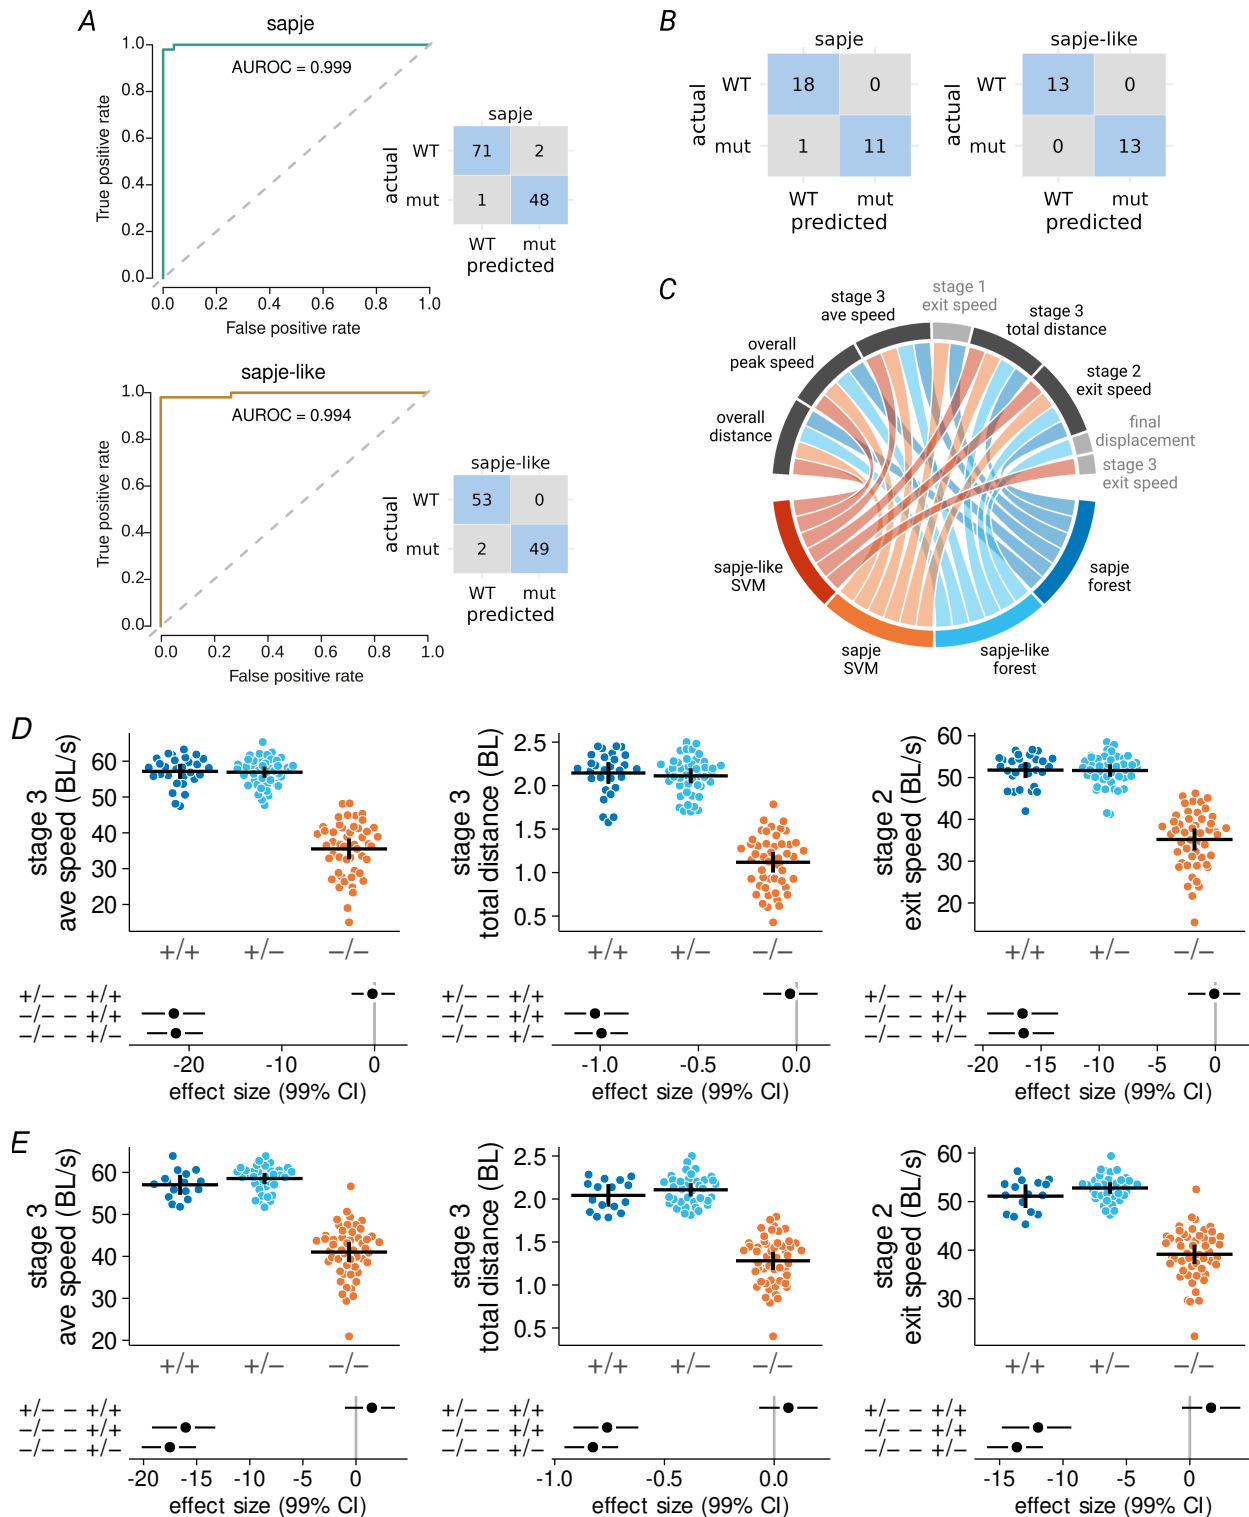 A
sapje
1.0
0.8
0.6
0.4
0.2
0.0
True positive rate
AUROC = 0.999
0.0 0.2 0.4 0.6 0.8 1.0
False positive rate
sapje
actual
WT 71 2
mut 1 48
WT mut
predicted
sapje-like
1.0
0.8
0.6
0.4
0.2
0.0
True positive rate
AUROC = 0.994
0.0 0.2 0.4 0.6 0.8 1.0
False positive rate
sapje-like
actual
WT 53 0
mut 2 49
WT mut
predicted
B
sapje
actual
WT 18 0
mut 1 11
WT mut
predicted
sapje-like
actual
WT 13 0
mut 0 13
WT mut
predicted
C
overall
distance
overall
peak speed
stage 3
ave speed
stage 1
exit speed
stage 3
total distance
stage 2
exit speed
final
displacement
stage 3
exit speed
sapje
forest
sapje-like
forest
sapje
SVM
sapje-like
SVM
D
stage 3
ave speed (BL/s)
60
50
40
30
20
+/+ +/− −/−
+/− − +/+
−/− − +/+
−/− − +/−
-20 -10 0
effect size (99% CI)
stage 3
total distance (BL)
2.5
2.0
1.5
1.0
0.5
+/+ +/− −/−
+/− − +/+
−/− − +/+
−/− − +/−
-1.0 -0.5 0.0
effect size (99% CI)
stage 2
exit speed (BL/s)
60
50
40
30
20
+/+ +/− −/−
+/− − +/+
−/− − +/+
−/− − +/−
-20 -15 -10 -5 0
effect size (99% CI)
E
stage 3
ave speed (BL/s)
60
50
40
30
20
+/+ +/− −/−
+/− − +/+
−/− − +/+
−/− − +/−
-20 -15 -10 -5 0
effect size (99% CI)
stage 3
total distance (BL)
2.5
2.0
1.5
1.0
0.5
+/+ +/− −/−
+/− − +/+
−/− − +/+
−/− − +/−
-1.0 -0.5 0.0
effect size (99% CI)
stage 2
exit speed (BL/s)
60
50
40
30
+/+ +/− −/−
+/− − +/+
−/− − +/+
−/− − +/−
-15 -10 -5 0
effect size (99% CI)